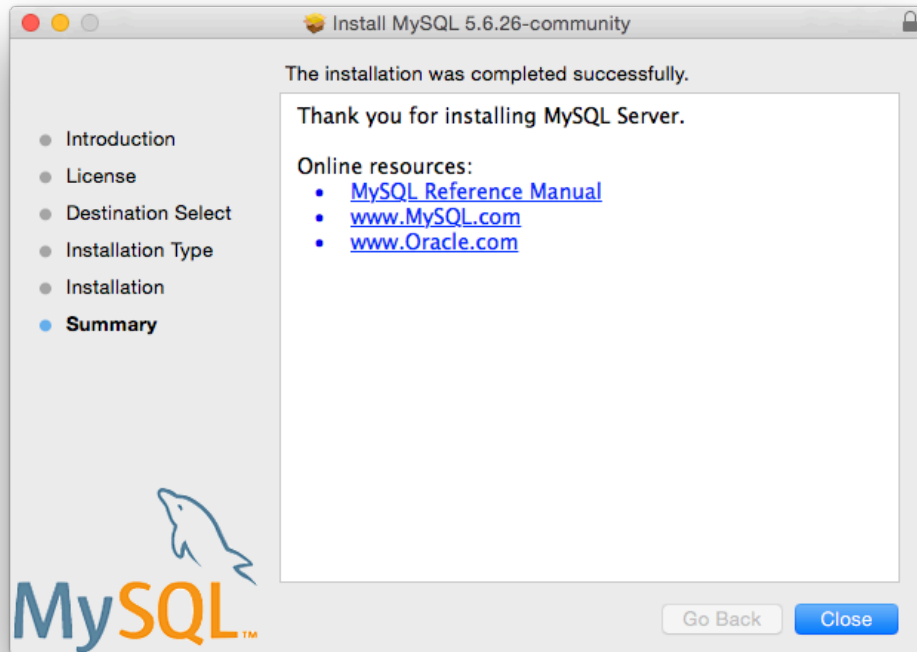 Install MySQL 5.6.26-community
The installation was completed successfully.
Introduction
License
Destination Select
Installation Type
Installation
Summary
Thank you for installing MySQL Server.
Online resources:
• MySQL Reference Manual
• www.MySQL.com
• www.Oracle.com
MySQL™
Go Back
Close